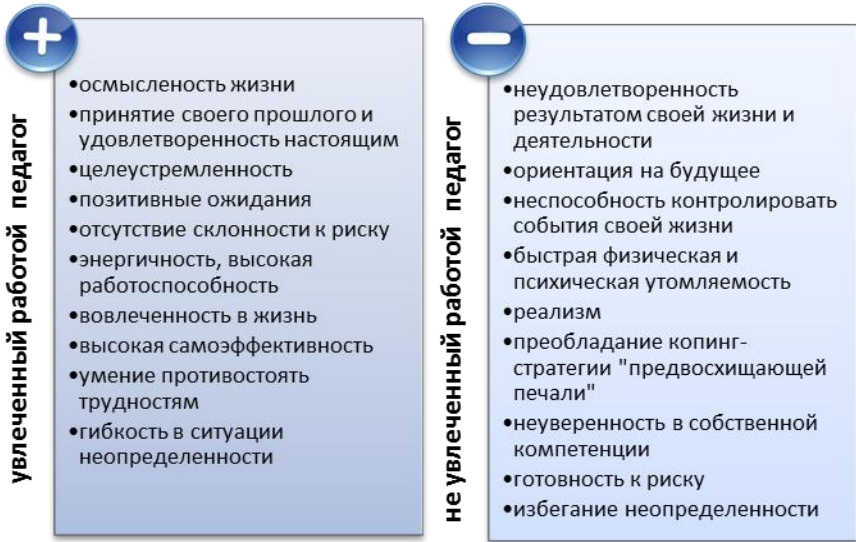 увлеченный работой педагог
•осмысленость жизни
•принятие своего прошлого и
удовлетворенность настоящим
•целеустремленность
•позитивные ожидания
•отсутствие склонности к риску
•энергичность, высокая
работоспособность
•вовлеченность в жизнь
•высокая самоэффективность
•умение противостоять
трудностям
•гибкость в ситуации
неопределенности
не увлеченный работой педагог
•неудовлетворенность
результатом своей жизни и
деятельности
•ориентация на будущее
•неспособность контролировать
события своей жизни
•быстрая физическая и
психическая утомляемость
•реализм
•преобладание копинг-
стратегии "предвосхищающей
печали"
•неуверенность в собственной
компетенции
•готовность к риску
•избегание неопределенности